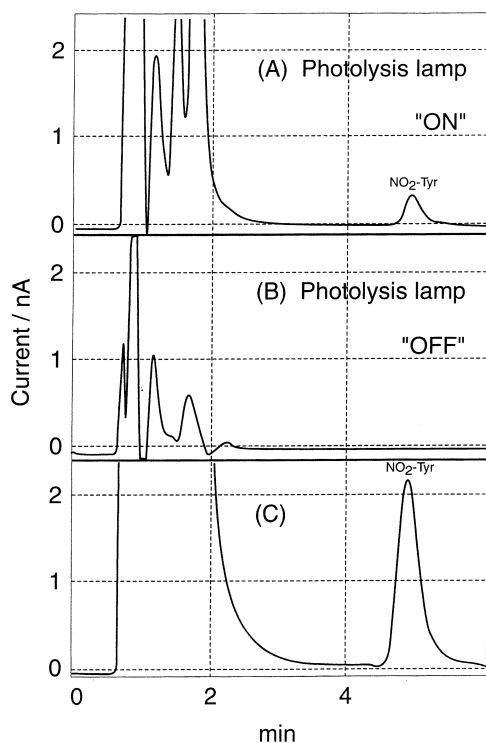 2
(A) Photolysis lamp
1
"ON"
NO2-Tyr
0
2
(B) Photolysis lamp
1
"OFF"
0
Current / nA
NO2-Tyr
2
(C)
1
0
0 2 4
min